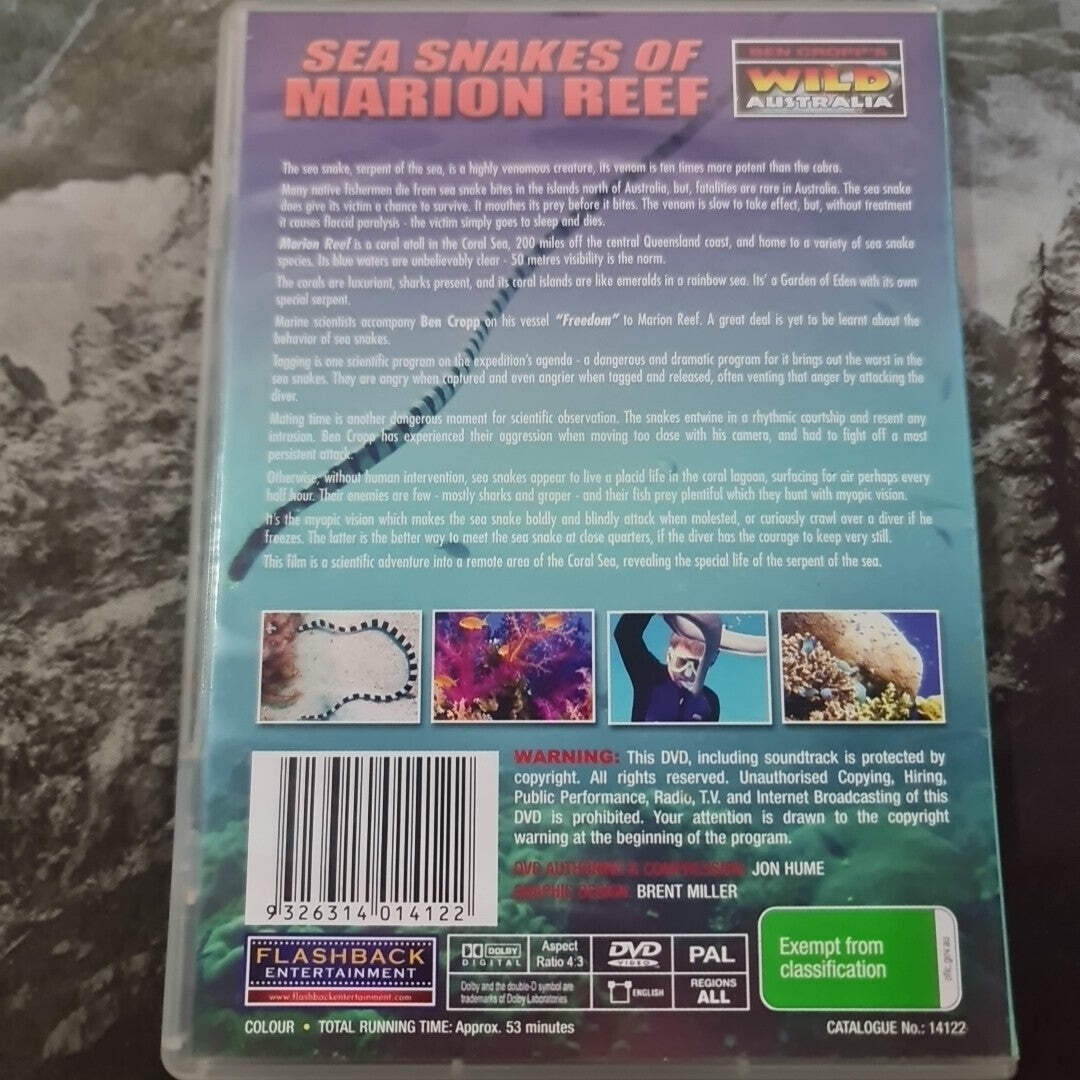 SEA SNAKES OF
MARION REEF
BEN CROPP'S
WILD
AUSTRALIA
The sea snake, serpent of the sea, is a highly venomous creature, its venom is ten times more potent than the cobra.
Many native fishermen die from sea snake bites in the islands north of Australia, but, fatalities are rare in Australia. The sea snake
does give its victim a chance to survive. It mouthes its prey before it bites. The venom is slow to take effect, but, without treatment
it causes flaccid paralysis - the victim simply goes to sleep and dies.
Marion Reef is a coral atoll in the Coral Sea, 200 miles off the central Queensland coast, and home to a variety of sea snake
species. Its blue waters are unbelievably clear - 50 metres visibility is the norm.
The corals are luxuriant, sharks present, and its coral islands are like emeralds in a rainbow sea. Its' a Garden of Eden with its own
special serpent.
Marine scientists accompany Ben Cropp on his vessel "Freedom" to Marion Reef. A great deal is yet to be learnt about the
behavior of sea snakes.
Tagging is one scientific program on the expedition's agenda - a dangerous and dramatic program for it brings out the worst in the
sea snakes. They are angry when captured and even angrier when tagged and released, often venting that anger by attacking the
diver.
Mating time is another dangerous moment for scientific observation. The snakes entwine in a rhythmic courtship and resent any
intrusion. Ben Cropp has experienced their aggression when moving too close with his camera, and had to fight off a most
persistent attack.
Otherwise, without human intervention, sea snakes appear to live a placid life in the coral lagoon, surfacing for air perhaps every
half hour. Their enemies are few - mostly sharks and groper - and their fish prey plentiful which they hunt with myopic vision.
It's the myopic vision which makes the sea snake boldly and blindly attack when molested, or curiously crawl over a diver if he
freezes. The latter is the better way to meet the sea snake at close quarters, if the diver has the courage to keep very still.
This film is a scientific adventure into a remote area of the Coral Sea, revealing the special life of the serpent of the sea.
WARNING: This DVD, including soundtrack is protected by
copyright. All rights reserved. Unauthorised Copying, Hiring,
Public Performance, Radio, T.V. and Internet Broadcasting of this
DVD is prohibited. Your attention is drawn to the copyright
warning at the beginning of the program.
DVD AUTHORING & COMPRESSION: JON HUME
GRAPHIC DESIGN: BRENT MILLER
9 326314 014122
FLASHBACK
ENTERTAINMENT
www.flashbackentertainment.com
DOLBY
DIGITAL
Aspect
Ratio 4:3
DVD
VIDEO
PAL
Dolby and the double-D symbol are
trademarks of Dolby Laboratories
ENGLISH
REGIONS
ALL
Exempt from
classification
oflc.gov.au
COLOUR • TOTAL RUNNING TIME: Approx. 53 minutes
CATALOGUE No.: 14122